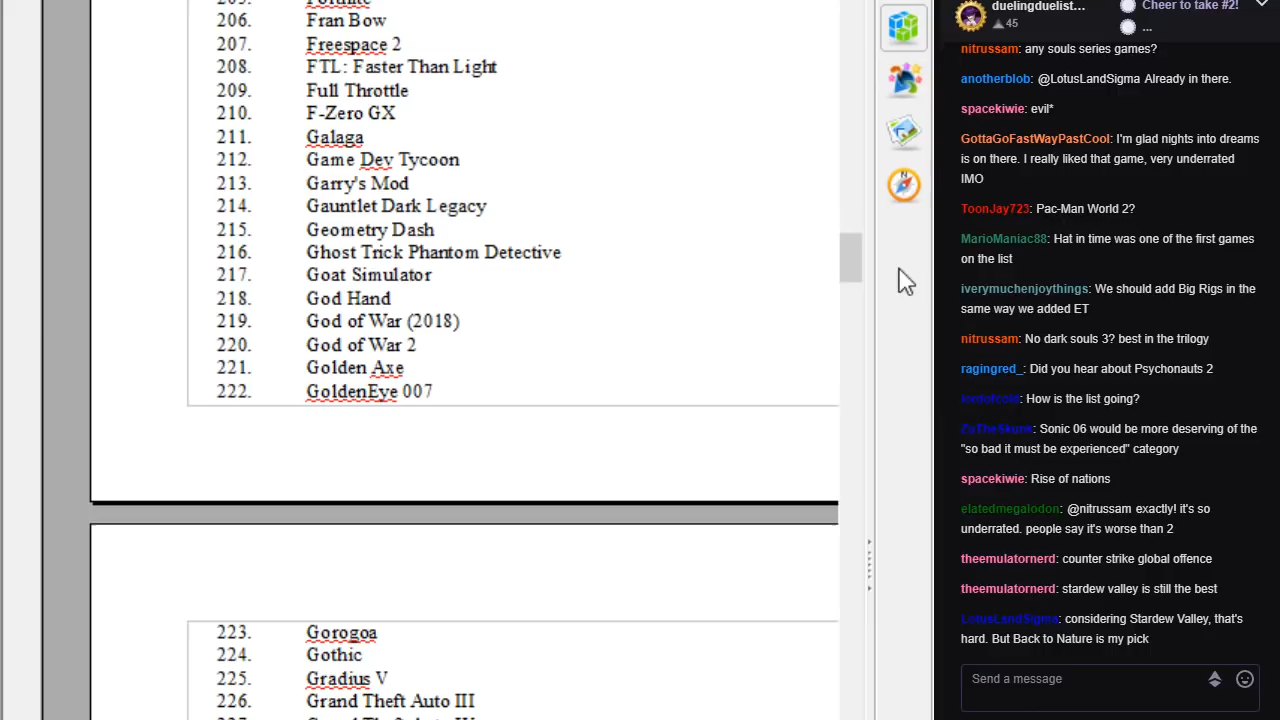 205. Fortnite
206. Fran Bow
207. Freespace 2
208. FTL: Faster Than Light
209. Full Throttle
210. F-Zero GX
211. Galaga
212. Game Dev Tycoon
213. Garry's Mod
214. Gauntlet Dark Legacy
215. Geometry Dash
216. Ghost Trick Phantom Detective
217. Goat Simulator
218. God Hand
219. God of War (2018)
220. God of War 2
221. Golden Axe
222. GoldenEye 007
223. Gorogoa
224. Gothic
225. Gradius V
226. Grand Theft Auto III
N
duelingduelist...
45
Cheer to take #2!
...
nitrussam: any souls series games?
anotherblob: @LotusLandSigma Already in there.
spacekiwie: evil*
GottaGoFastWayPastCool: I'm glad nights into dreams
is on there. I really liked that game, very underrated
IMO
ToonJay723: Pac-Man World 2?
MarioManiac88: Hat in time was one of the first games
on the list
iverymuchenjoythings: We should add Big Rigs in the
same way we added ET
nitrussam: No dark souls 3? best in the trilogy
ragingred_: Did you hear about Psychonauts 2
lordofcold: How is the list going?
ZuTheSkunk: Sonic 06 would be more deserving of the
"so bad it must be experienced" category
spacekiwie: Rise of nations
elatedmegalodon: @nitrussam exactly! it's so
underrated. people say it's worse than 2
theemulatornerd: counter strike global offence
theemulatornerd: stardew valley is still the best
LotusLandSigma: considering Stardew Valley, that's
hard. But Back to Nature is my pick
Send a message